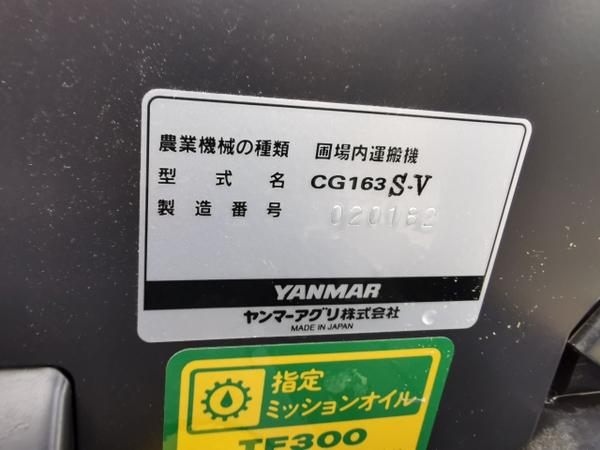 農業機械の種類 圃場内運搬機
型式名 CG163S-V
製造番号 020182
YANMAR
ヤンマーアグリ株式会社
MADE IN JAPAN
指定
ミッションオイル
TF300